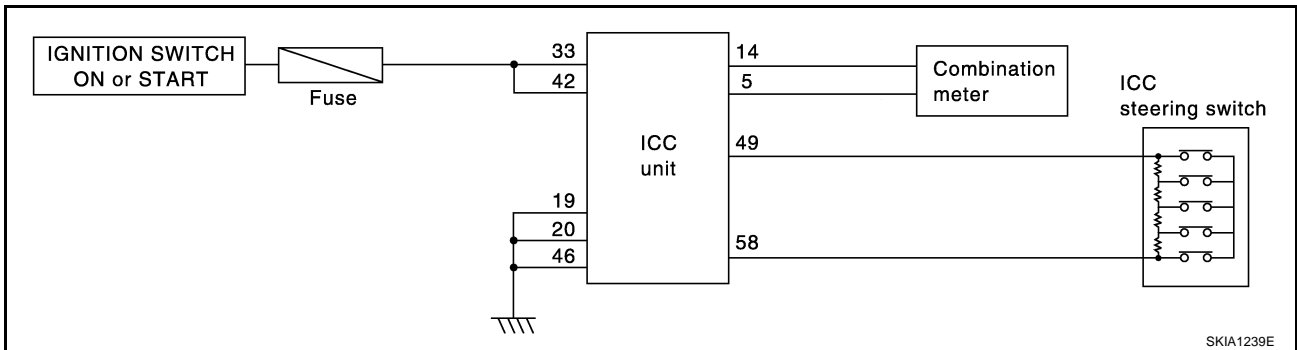 IGNITION SWITCH
ON or START
Fuse
33
42
19
20
46
ICC
unit
14
5
49
58
Combination
meter
ICC
steering switch
SKIA1239E